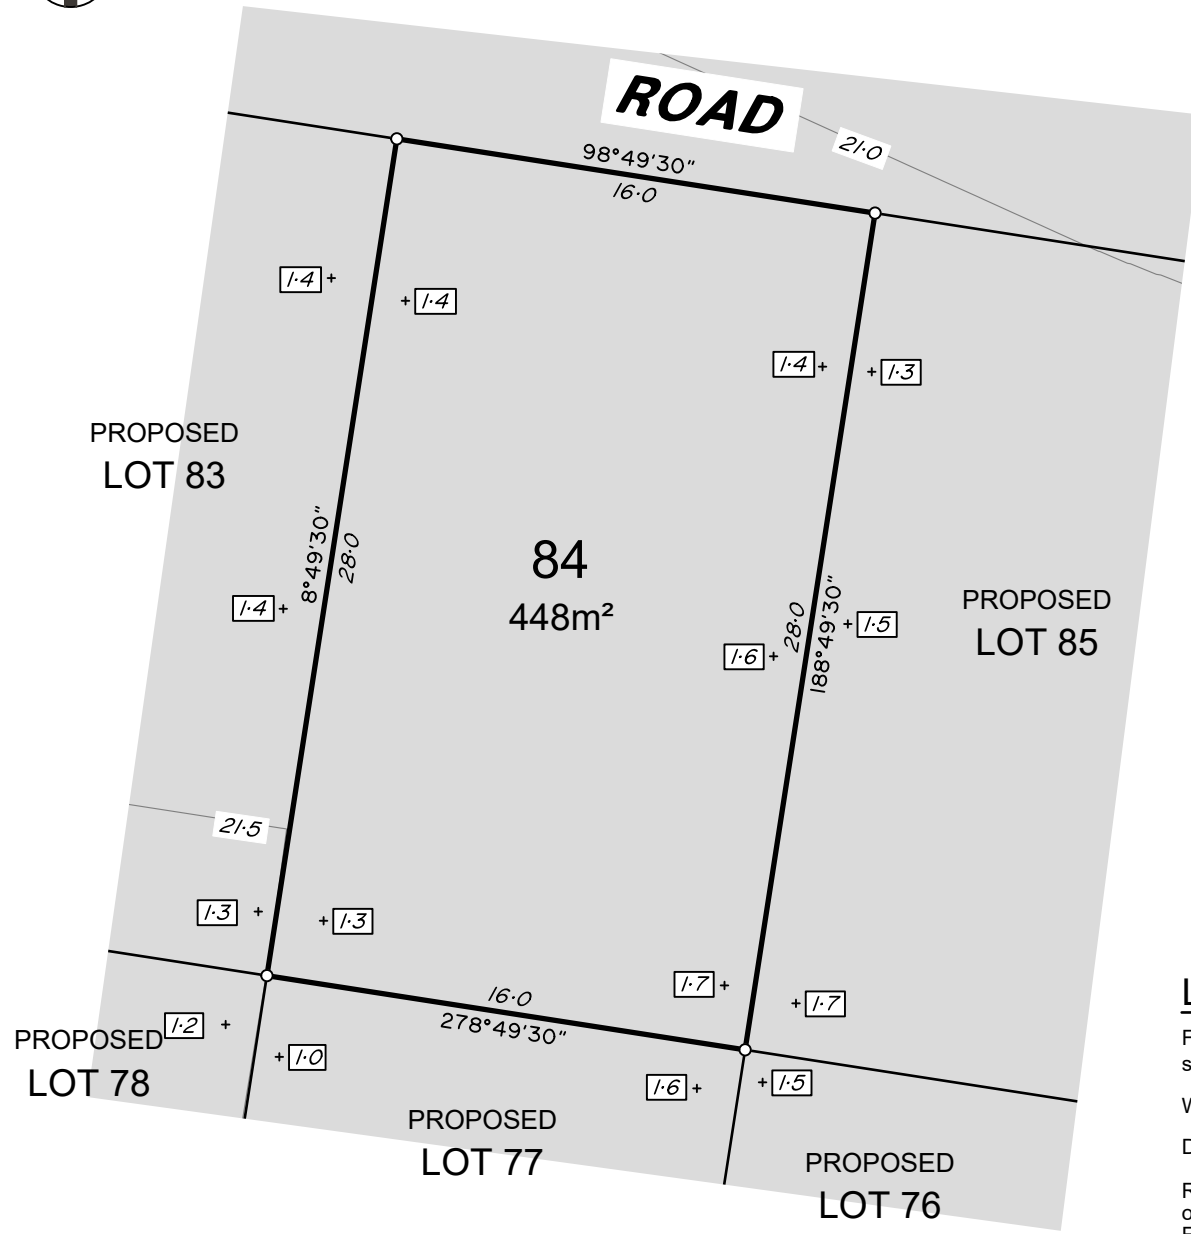 ROAD
21·0
98°49'30"
16·0
1·4
1·4
1·4
1·3
PROPOSED
LOT 83
8°49'30"
28·0
84
448m²
1·4
28·0
188°49'30"
1·5
1·6
PROPOSED
LOT 85
21·5
1·3
1·3
1·7
1·7
16·0
278°49'30"
1·2
1·0
PROPOSED
LOT 78
1·6
1·5
PROPOSED
LOT 77
PROPOSED
LOT 76